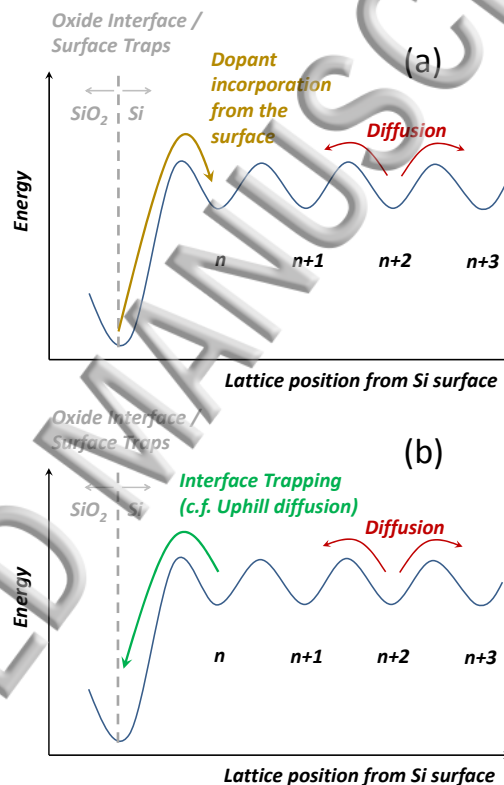 Oxide Interface /
Surface Traps
(a)
Dopant
incorporation
from the
surface
SiO2 Si
Diffusion
Energy
n n+1 n+2 n+3
Lattice position from Si surface
Oxide Interface /
Surface Traps
(b)
Interface Trapping
(c.f. Uphill diffusion)
SiO2 Si
Diffusion
Energy
n n+1 n+2 n+3
Lattice position from Si surface
ED MANUSC